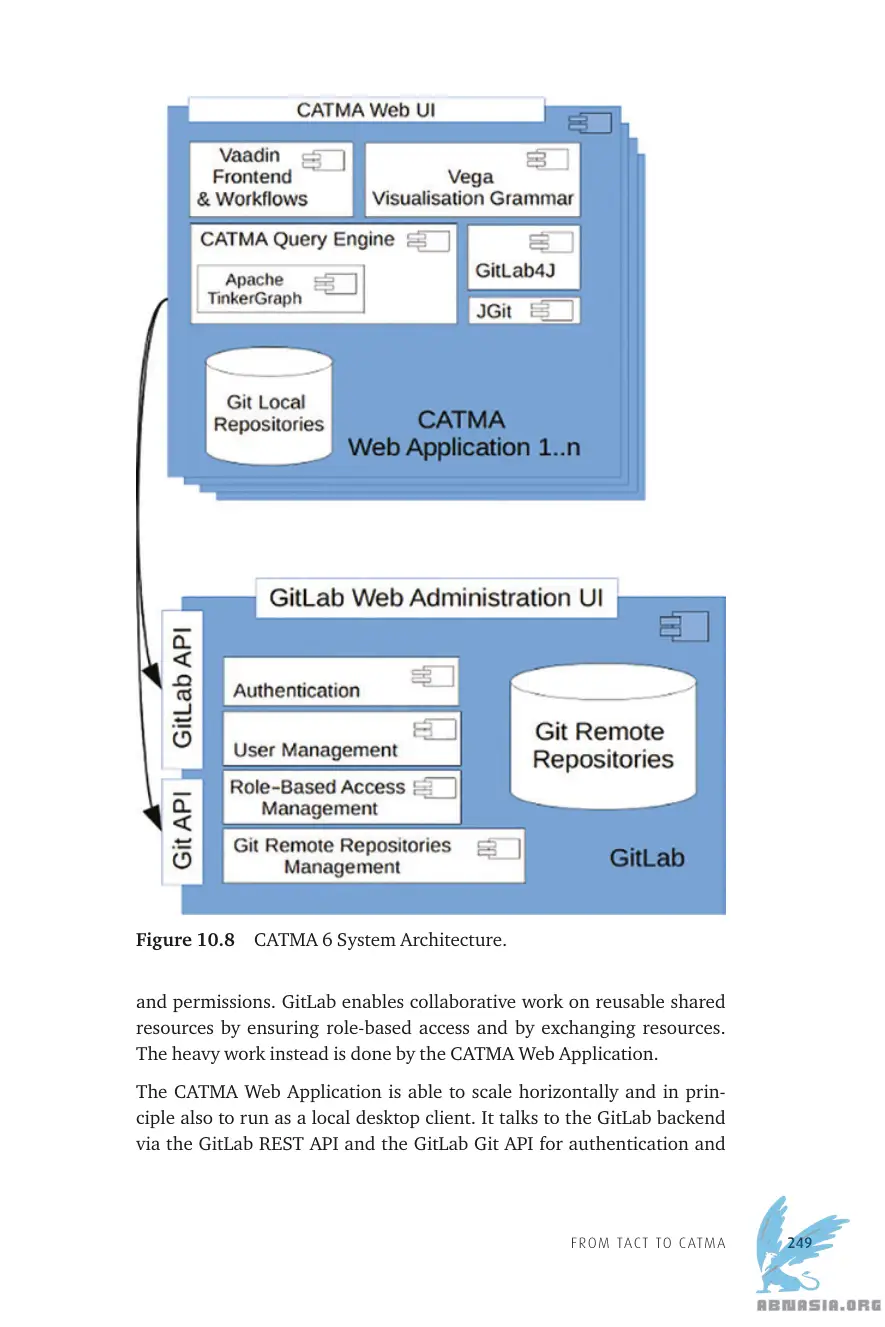 CATMA Web UI
Vaadin
Frontend
& Workflows
Vega
Visualisation Grammar
CATMA Query Engine
Apache
TinkerGraph
GitLab4J
JGit
Git Local
Repositories
CATMA
Web Application 1..n
GitLab Web Administration UI
GitLab API
Git API
Authentication
User Management
Role-Based Access
Management
Git Remote Repositories
Management
Git Remote
Repositories
GitLab
Figure 10.8 CATMA 6 System Architecture.
and permissions. GitLab enables collaborative work on reusable shared
resources by ensuring role-based access and by exchanging resources.
The heavy work instead is done by the CATMA Web Application.
The CATMA Web Application is able to scale horizontally and in prin-
ciple also to run as a local desktop client. It talks to the GitLab backend
via the GitLab REST API and the GitLab Git API for authentication and
FROM TACT TO CATMA 249
ABNASIA.ORG